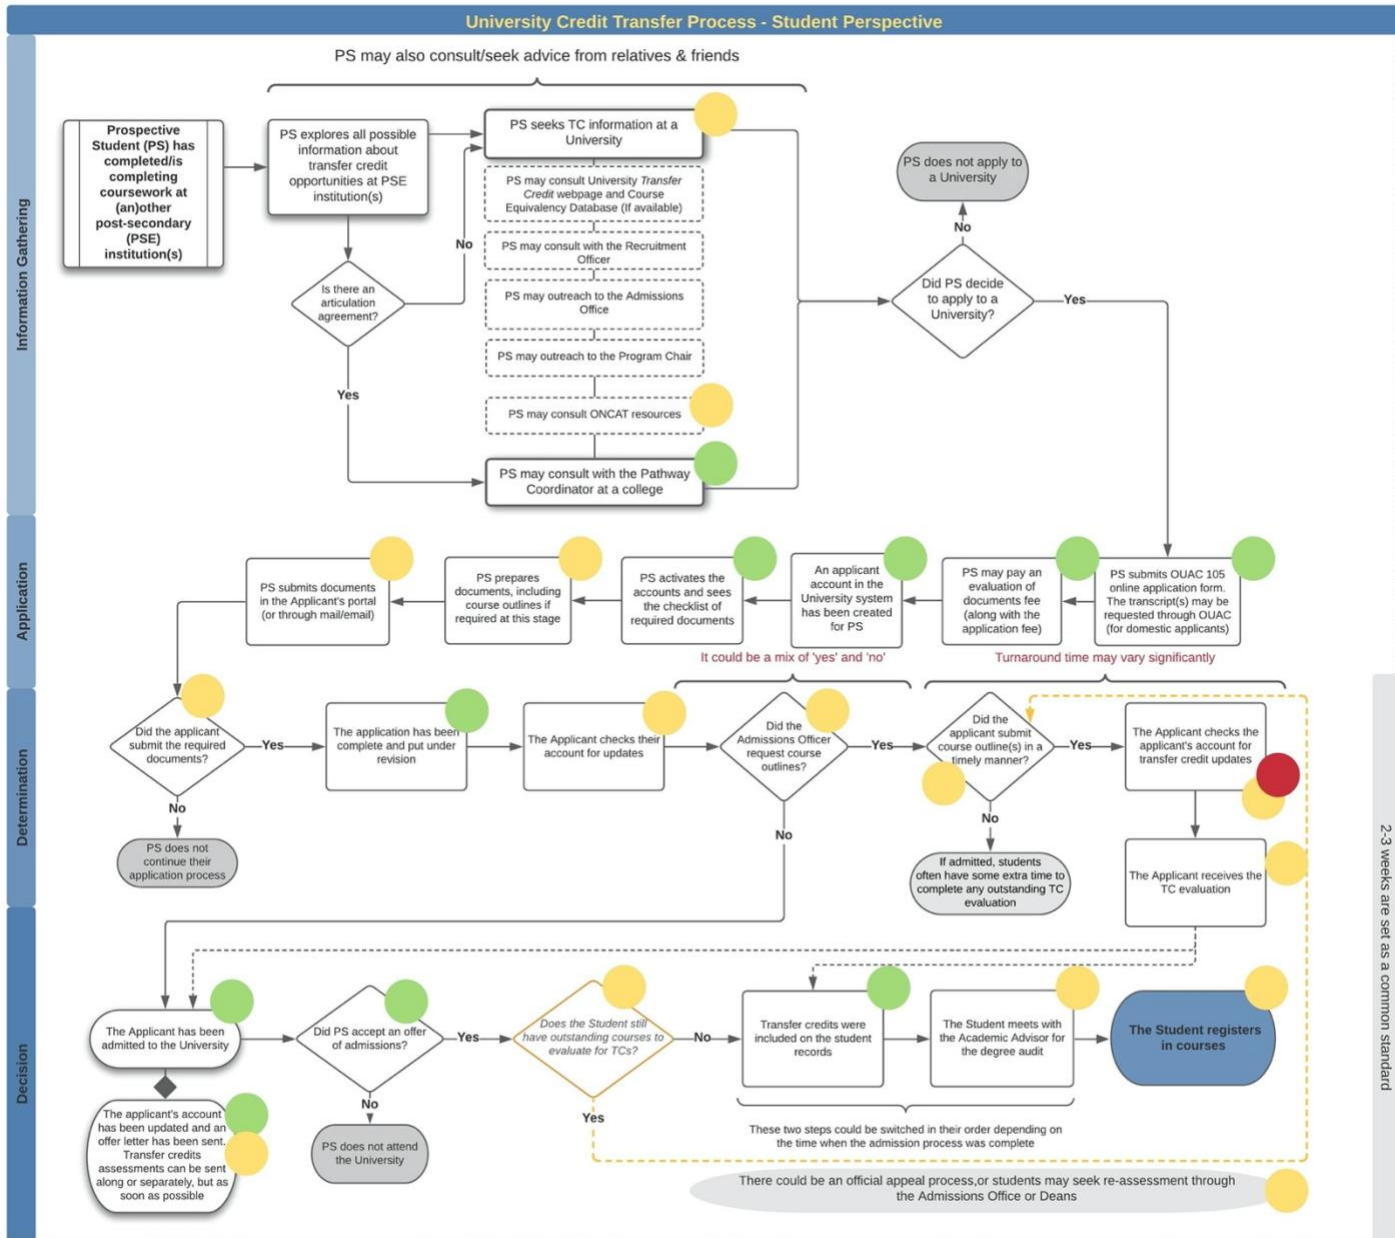 University Credit Transfer Process - Student Perspective
Information Gathering
PS may also consult/seek advice from relatives & friends
Prospective
Student (PS) has
completed/is
completing
coursework at
(an)other
post-secondary
(PSE)
institution(s)
PS explores all possible
information about
transfer credit
opportunities at PSE
institution(s)
Is there an
articulation
agreement?
No
Yes
PS seeks TC information at a
University
PS may consult University Transfer
Credit webpage and Course
Equivalency Database (If available)
PS may consult with the Recruitment
Officer
PS may outreach to the Admissions
Office
PS may outreach to the Program Chair
PS may consult ONCAT resources
PS may consult with the Pathway
Coordinator at a college
PS does not apply to
a University
No
Did PS decide
to apply to a
University?
Yes
Application
PS submits documents
in the Applicant's portal
(or through mail/email)
PS prepares
documents, including
course outlines if
required at this stage
PS activates the
accounts and sees
the checklist of
required documents
An applicant
account in the
University system
has been created
for PS
PS may pay an
evaluation of
documents fee
(along with the
application fee)
PS submits OUAC 105
online application form.
The transcript(s) may be
requested through OUAC
(for domestic applicants)
It could be a mix of 'yes' and 'no'
Turnaround time may vary significantly
Determination
Did the applicant
submit the required
documents?
Yes
No
PS does not
continue their
application process
The application has been
complete and put under
revision
The Applicant checks their
account for updates
Did the
Admissions Officer
request course
outlines?
Yes
No
Did the
applicant submit
course outline(s) in a
timely manner?
Yes
No
If admitted, students
often have some extra time to
complete any outstanding TC
evaluation
The Applicant checks the
applicant's account for
transfer credit updates
The Applicant receives the
TC evaluation
2-3 weeks are set as a common standard
Decision
The Applicant has been
admitted to the University
The applicant's account
has been updated and an
offer letter has been sent.
Transfer credits
assessments can be sent
along or separately, but as
soon as possible
Did PS accept an offer
of admissions?
Yes
No
PS does not attend
the University
Does the Student still
have outstanding courses to
evaluate for TCs?
No
Yes
Transfer credits were
included on the student
records
The Student meets with
the Academic Advisor for
the degree audit
The Student registers
in courses
These two steps could be switched in their order depending on
the time when the admission process was complete
There could be an official appeal process,or students may seek re-assessment through
the Admissions Office or Deans